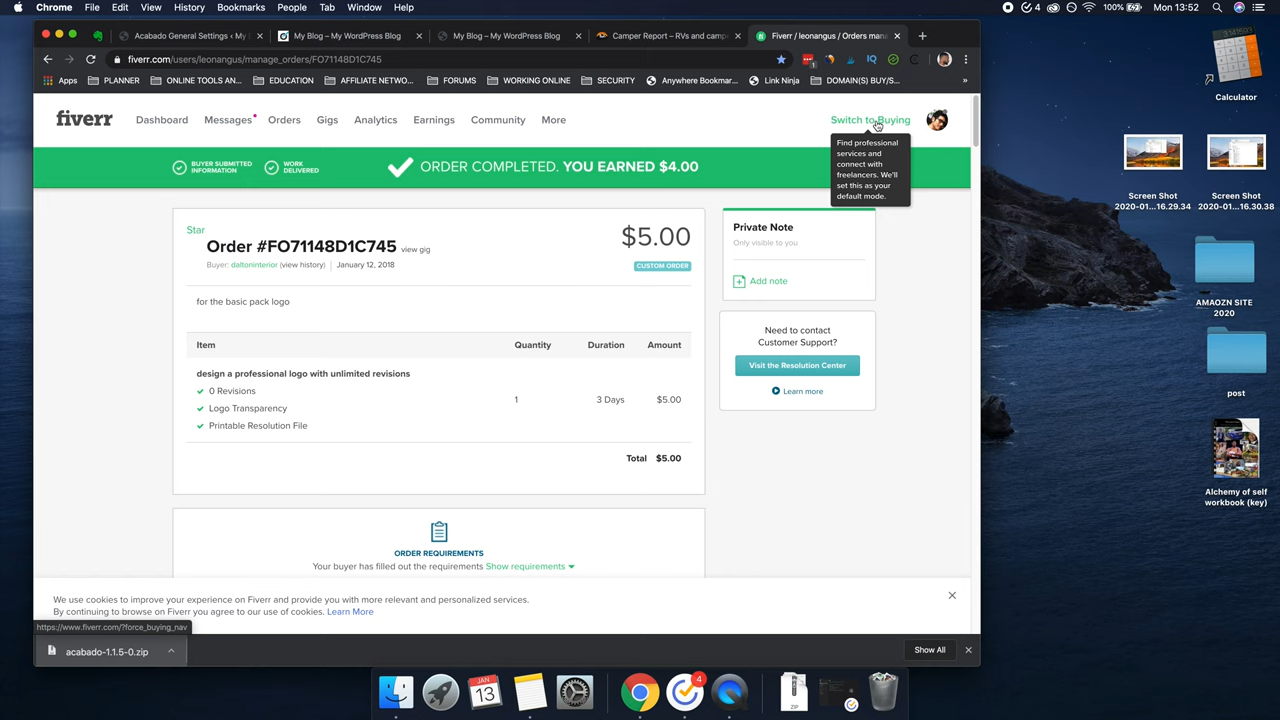 Chrome File Edit View History Bookmarks People Tab Window Help
4 100% Mon 13:52
Acabado General Settings ‹ My B
My Blog – My WordPress Blog
My Blog – My WordPress Blog
Camper Report – RVs and camp
Fiverr / leonangus / Orders man
fiverr.com/users/leonangus/manage_orders/FO71148D1C745
1
IQ
Apps PLANNER ONLINE TOOLS AN... EDUCATION AFFILIATE NETWO... FORUMS WORKING ONLINE SECURITY Anywhere Bookmar... Link Ninja DOMAIN(S) BUY/S... »
fiverr Dashboard Messages Orders Gigs Analytics Earnings Community More Switch to Buying
Find professional
services and
connect with
freelancers. We'll
set this as your
default mode.
BUYER SUBMITTED
INFORMATION
WORK
DELIVERED
ORDER COMPLETED. YOU EARNED $4.00
Star
Order #FO71148D1C745 view gig
$5.00
Buyer: daltoninterior (view history) | January 12, 2018
CUSTOM ORDER
for the basic pack logo
Item Quantity Duration Amount
design a professional logo with unlimited revisions
0 Revisions
Logo Transparency
Printable Resolution File
1 3 Days $5.00
Total $5.00
ORDER REQUIREMENTS
Your buyer has filled out the requirements Show requirements
Private Note
Only visible to you
Add note
Need to contact
Customer Support?
Visit the Resolution Center
Learn more
We use cookies to improve your experience on Fiverr and provide you with more relevant and personalized services.
By continuing to browse on Fiverr you agree to our use of cookies. Learn More
https://www.fiverr.com/?force_buying_nav
acabado-1.1.5-0.zip
Show All
Calculator
Screen Shot
2020-01...16.29.34
Screen Shot
2020-01...16.30.38
AMAOZN SITE
2020
post
Alchemy of self
workbook (key)
JAN
13
4
ZIP